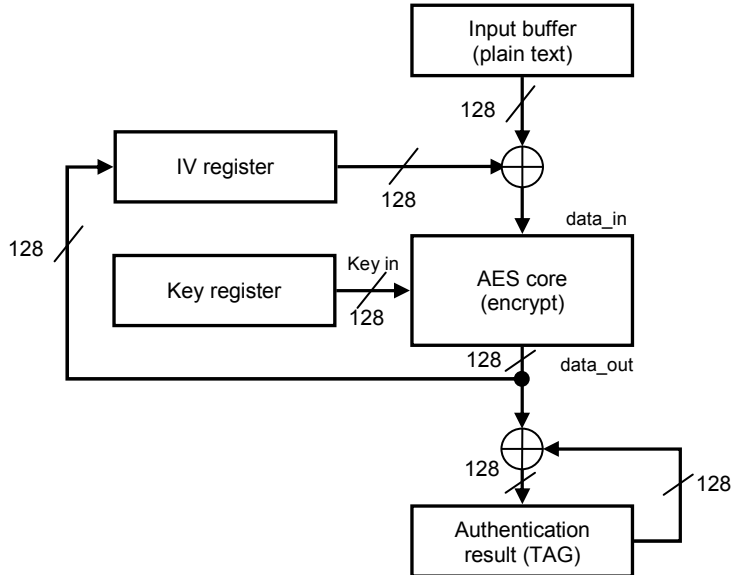 Input buffer
(plain text)
128
IV register
128
128
data_in
Key in
Key register
128
AES core
(encrypt)
128
data_out
128
128
Authentication
result (TAG)